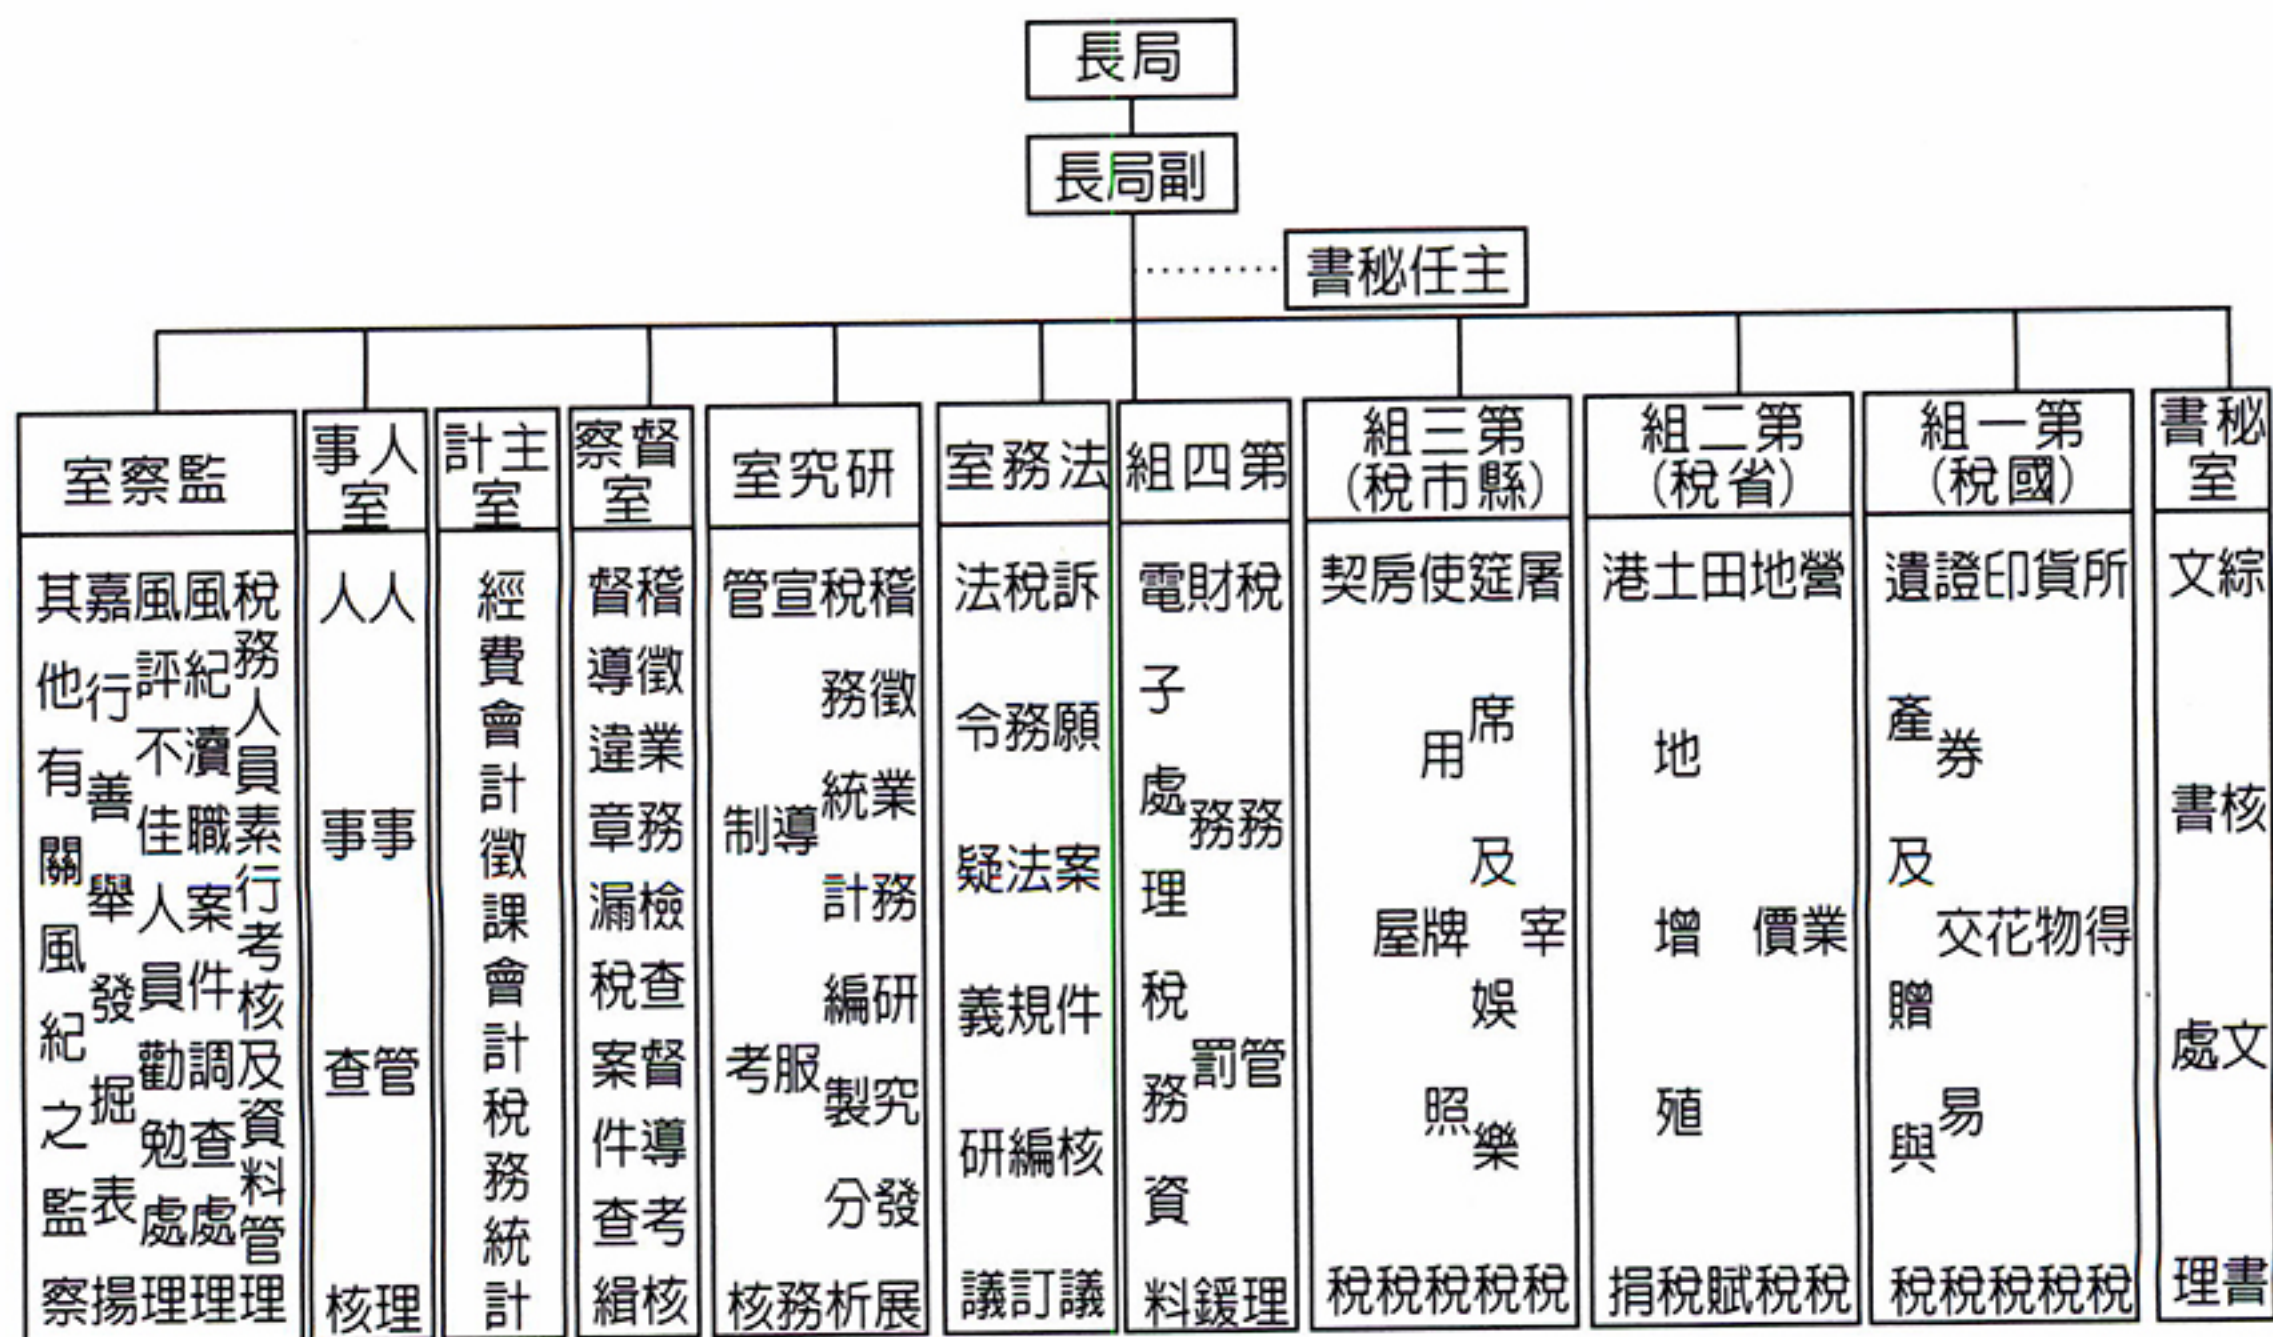 局長
副局長
主任秘書
秘書
室
綜核文書
文書處理
第一組
(國稅)
所得稅
貨物稅
印花稅
證券交易稅
遺產及贈與稅
第二組
(省稅)
營業稅
地價稅
田賦
土地增殖稅
港捐
第三組
(縣市稅)
屠宰稅
筵席及娛樂稅
使用牌照稅
房屋稅
契稅
第四組
稅務管理
財務罰鍰
電子處理稅務資料
法務室
訴願案件核議
稅務法規編訂
法令疑義研議
研究室
稽徵業務研究發展
稅務統計編製分析
宣導服務
管制考核
督察
室
稽徵業務檢查督導考核
督導違章漏稅案件查緝
主計
室
經費會計徵課會計稅務統計
人事
室
人事管理
人事查核
監察室
稅務人員素行考核及資料管理
風紀瀆職案件調查處理
風評不佳人員勸勉處理
嘉行善舉發掘表揚
其他有關風紀之監察